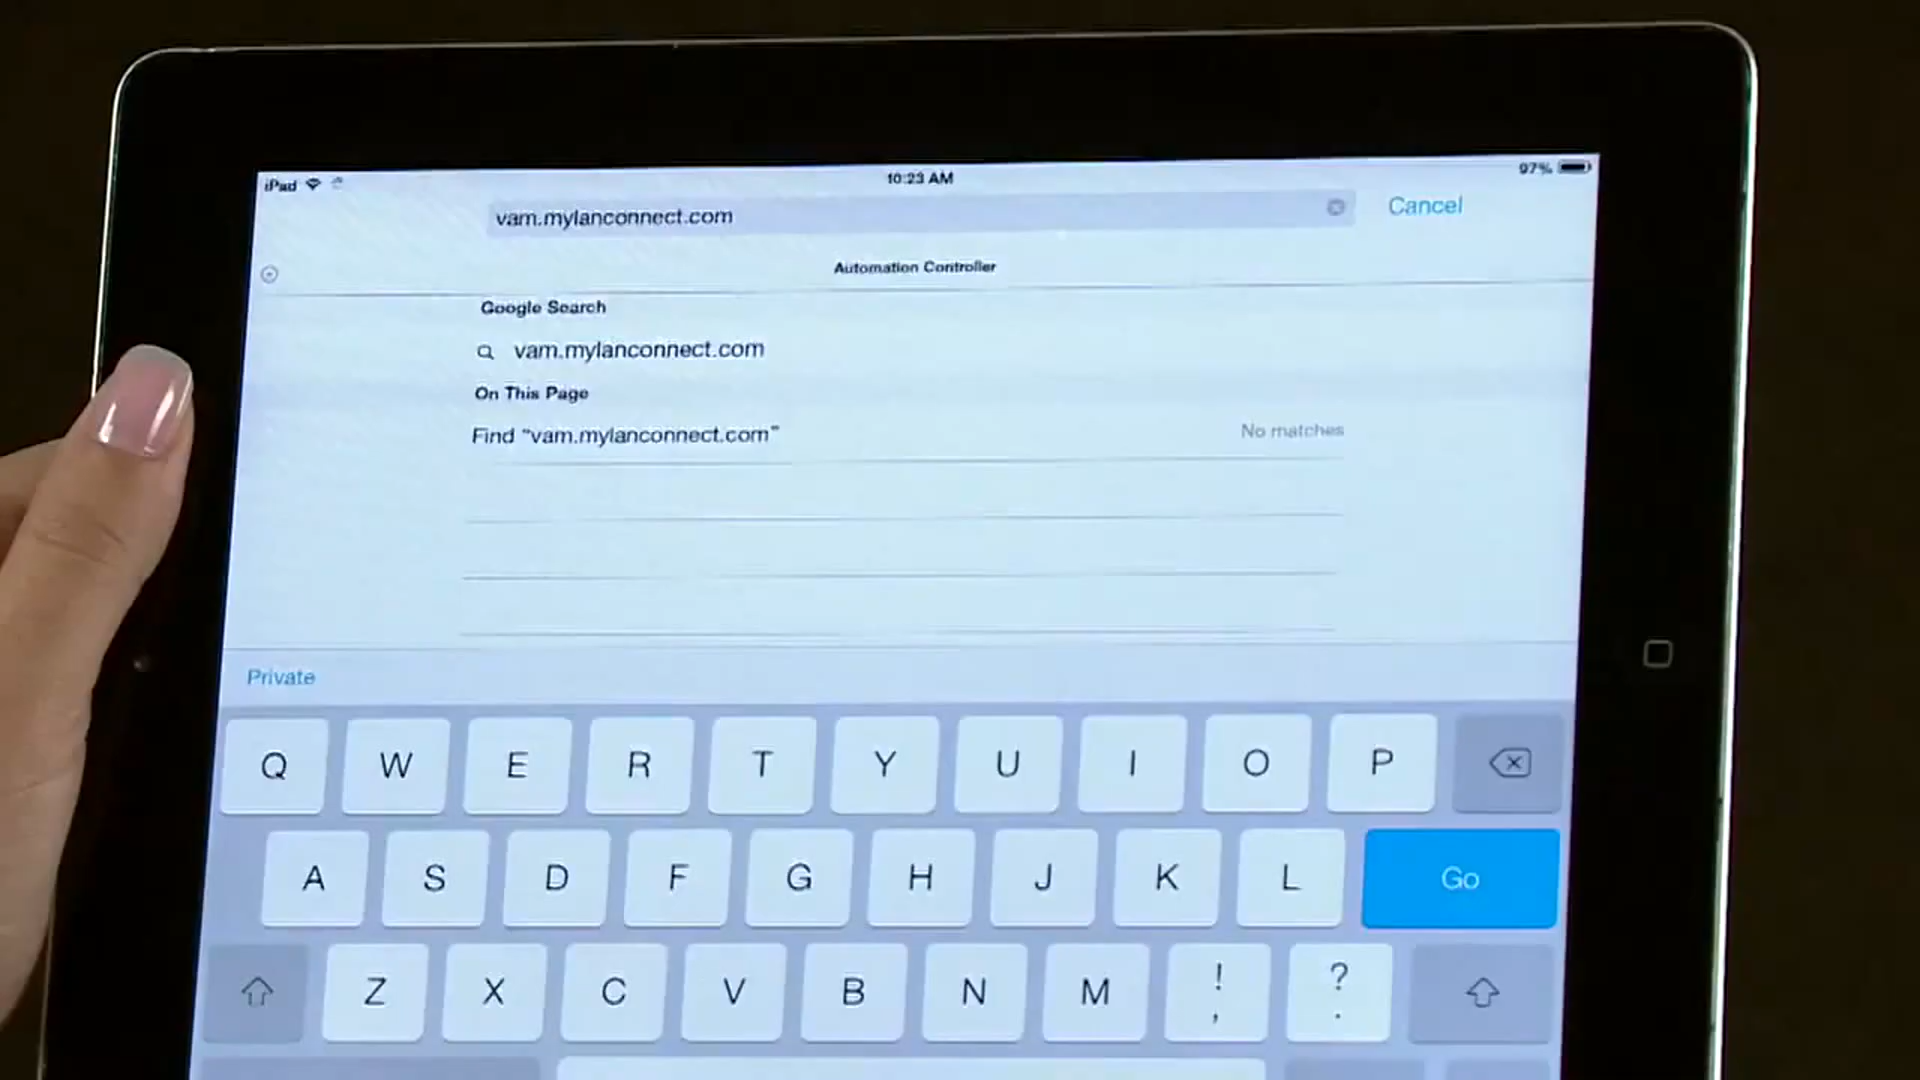 iPad 10:23 AM 97%
vam.mylanconnect.com Cancel
Automation Controller
Google Search
vam.mylanconnect.com
On This Page
Find "vam.mylanconnect.com" No matches
Private
Q W E R T Y U I O P
A S D F G H J K L Go
Z X C V B N M ! , ? .